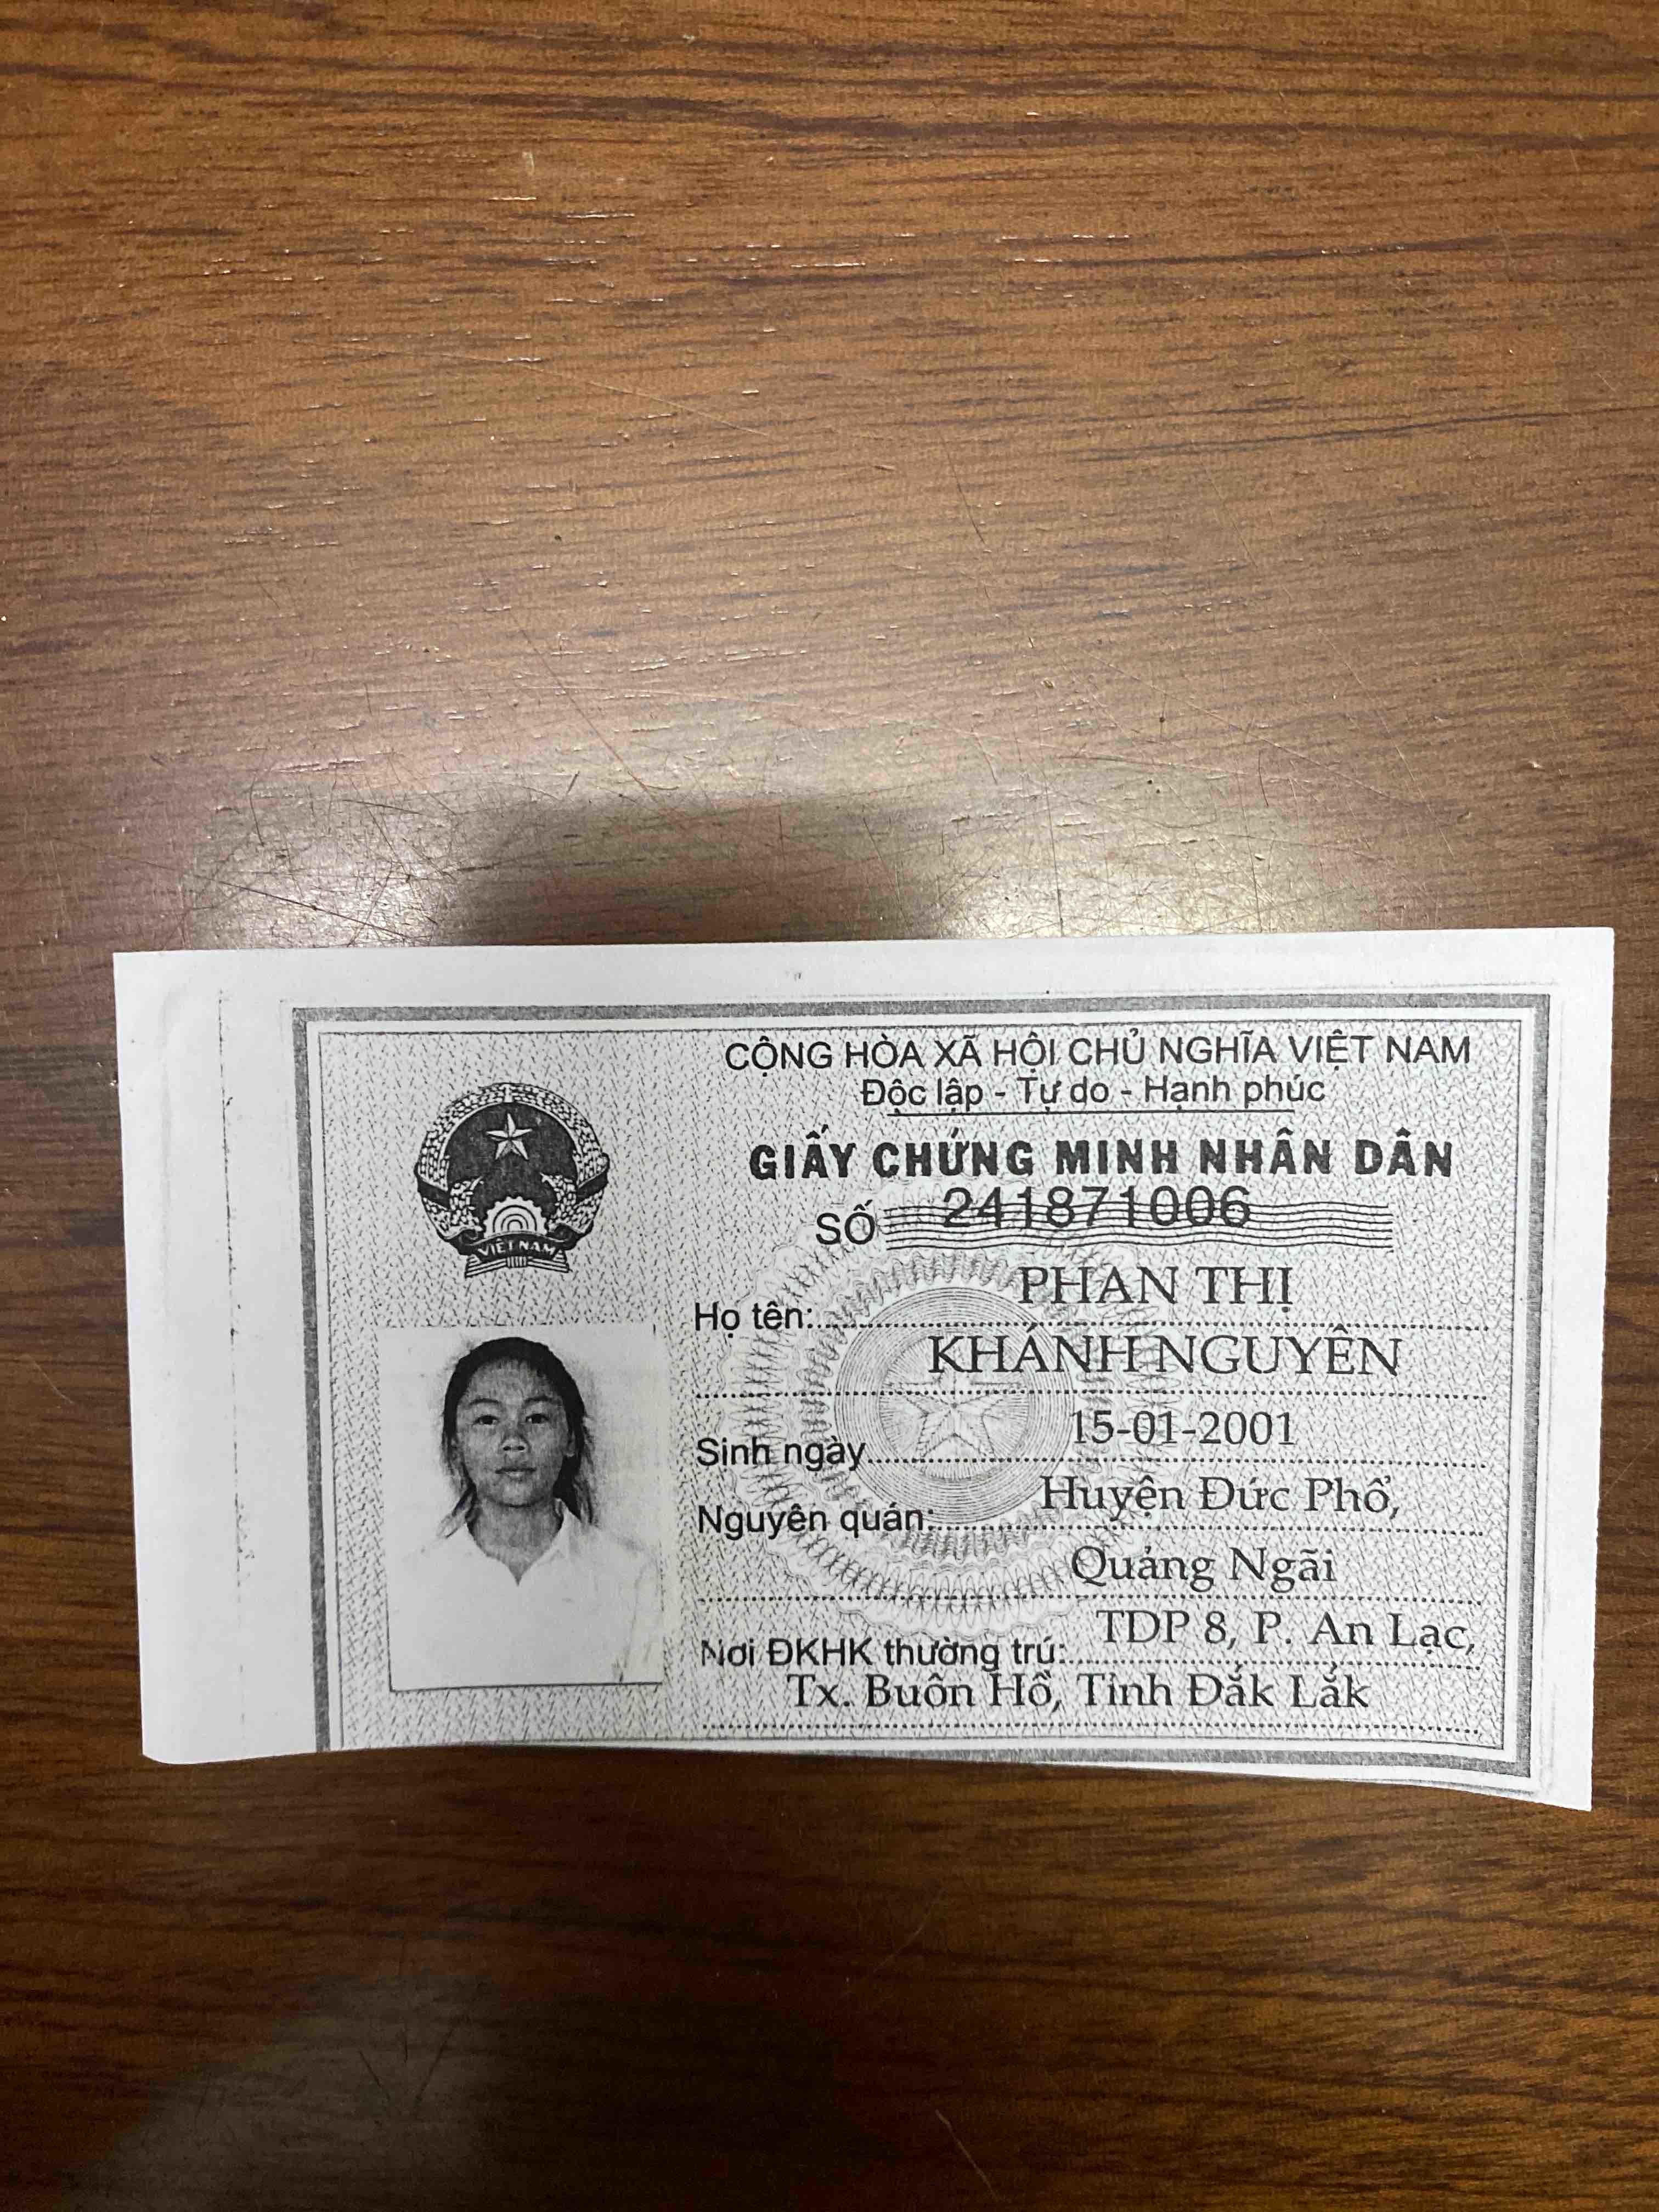 CỘNG HÒA XÃ HỘI CHỦ NGHĨA VIỆT NAM
Độc lập - Tự do - Hạnh phúc
GIẤY CHỨNG MINH NHÂN DÂN
SỐ 241871006
VIỆT NAM
Họ tên: PHAN THỊ
KHÁNH NGUYÊN
Sinh ngày 15-01-2001
Nguyên quán: Huyện Đức Phổ,
Quảng Ngãi
Nơi ĐKHK thường trú: TDP 8, P. An Lạc,
Tx. Buôn Hồ, Tỉnh Đắk Lắk